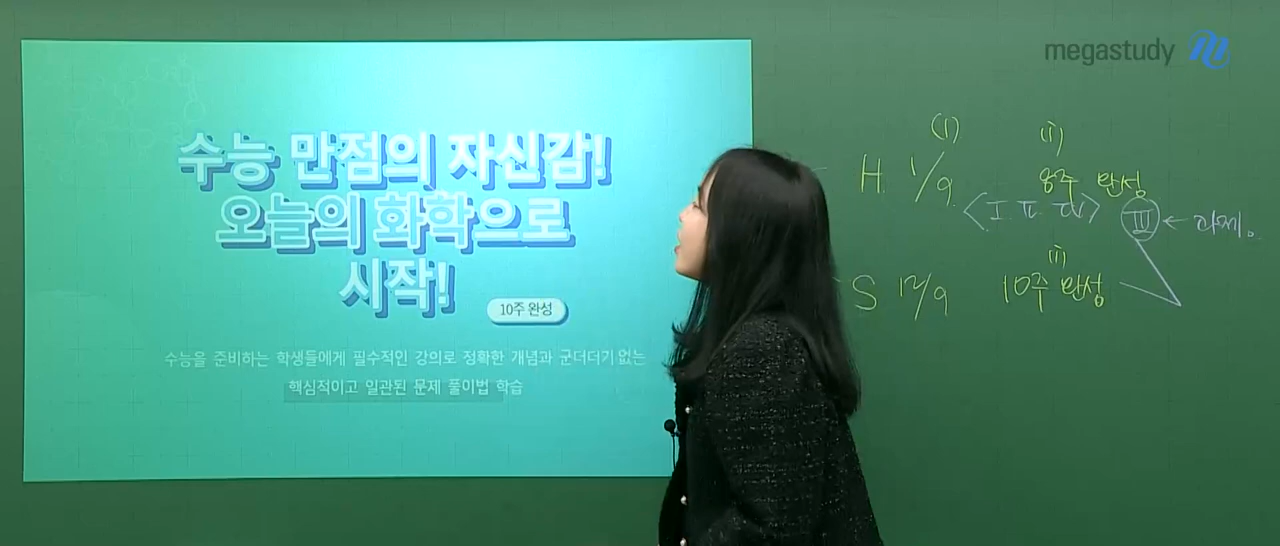 megastudy
수능 만점의 자신감!
오늘의 화학으로
시작!
10주 완성
수능을 준비하는 학생들에게 필수적인 강의로 정확한 개념과 군더더기 없는
핵심적이고 일관된 문제 풀이법 학습
(i) (ii)
H 1/9 8주 완성
<I II IV> III ← 과제。
(ii)
S 12/9 10주 완성